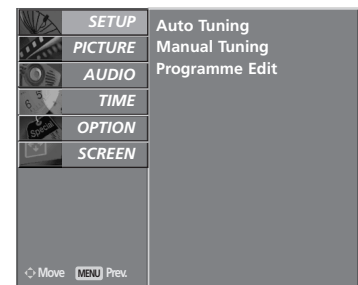 SETUP
PICTURE
AUDIO
TIME
OPTION
SCREEN
Auto Tuning
Manual Tuning
Programme Edit
Move MENU Prev.